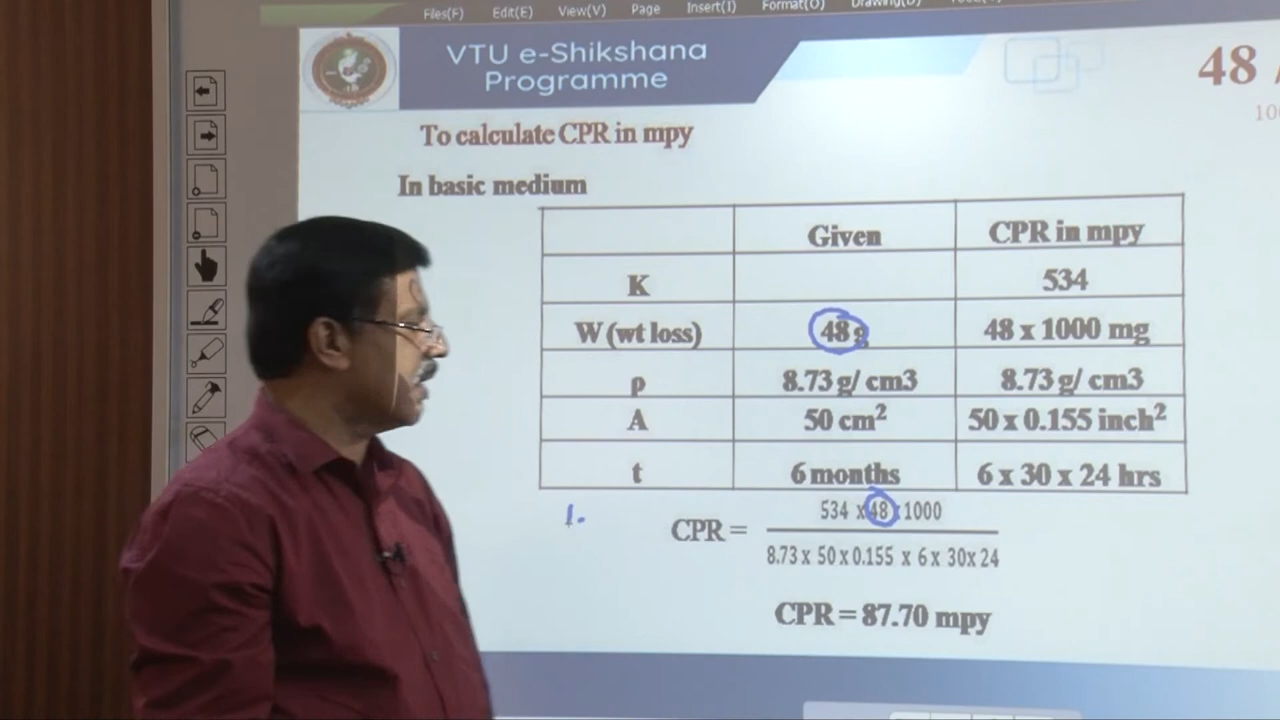 Files(F) Edit(E) View(V) Page Insert(I) Format(O)
VTU e-Shikshana
Programme
48 /
To calculate CPR in mpy
In basic medium
Given CPR in mpy
K 534
W (wt loss) 48 g 48 x 1000 mg
ρ 8.73 g/ cm3 8.73 g/ cm3
A 50 cm² 50 x 0.155 inch²
t 6 months 6 x 30 x 24 hrs
1.
CPR = 534 x 48 x 1000
8.73 x 50 x 0.155 x 6 x 30x 24
CPR = 87.70 mpy